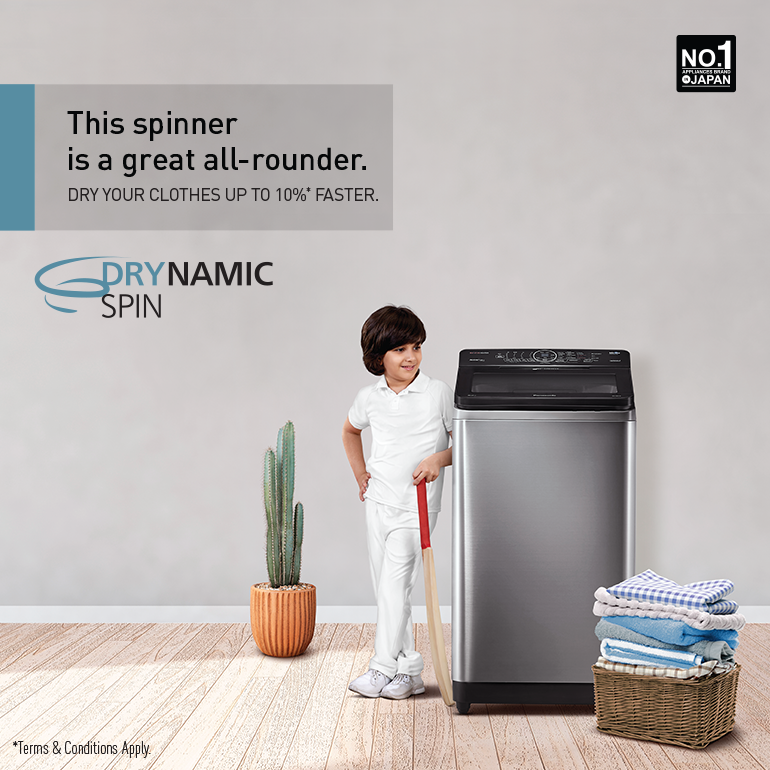 NO.1
APPLIANCES BRAND
IN JAPAN
This spinner
is a great all-rounder.
DRY YOUR CLOTHES UP TO 10%* FASTER.
DRYNAMIC
SPIN
*Terms & Conditions Apply.